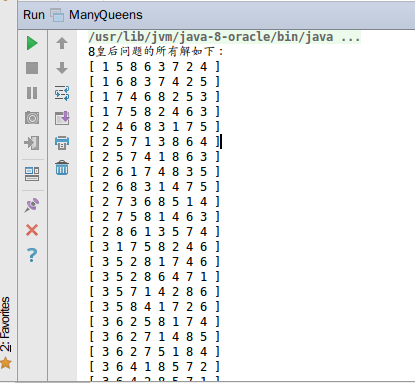 Run ManyQueens
/usr/lib/jvm/java-8-oracle/bin/java ...
8皇后问题的所有解如下：
[ 1 5 8 6 3 7 2 4 ]
[ 1 6 8 3 7 4 2 5 ]
[ 1 7 4 6 8 2 5 3 ]
[ 1 7 5 8 2 4 6 3 ]
[ 2 4 6 8 3 1 7 5 ]
[ 2 5 7 1 3 8 6 4 ]
[ 2 5 7 4 1 8 6 3 ]
[ 2 6 1 7 4 8 3 5 ]
[ 2 6 8 3 1 4 7 5 ]
[ 2 7 3 6 8 5 1 4 ]
[ 2 7 5 8 1 4 6 3 ]
[ 2 8 6 1 3 5 7 4 ]
[ 3 1 7 5 8 2 4 6 ]
[ 3 5 2 8 1 7 4 6 ]
[ 3 5 2 8 6 4 7 1 ]
[ 3 5 7 1 4 2 8 6 ]
[ 3 5 8 4 1 7 2 6 ]
[ 3 6 2 5 8 1 7 4 ]
[ 3 6 2 7 1 4 8 5 ]
[ 3 6 2 7 5 1 8 4 ]
[ 3 6 4 1 8 5 7 2 ]
[ 3 6 4 2 8 5 7 1 ]
2: Favorites